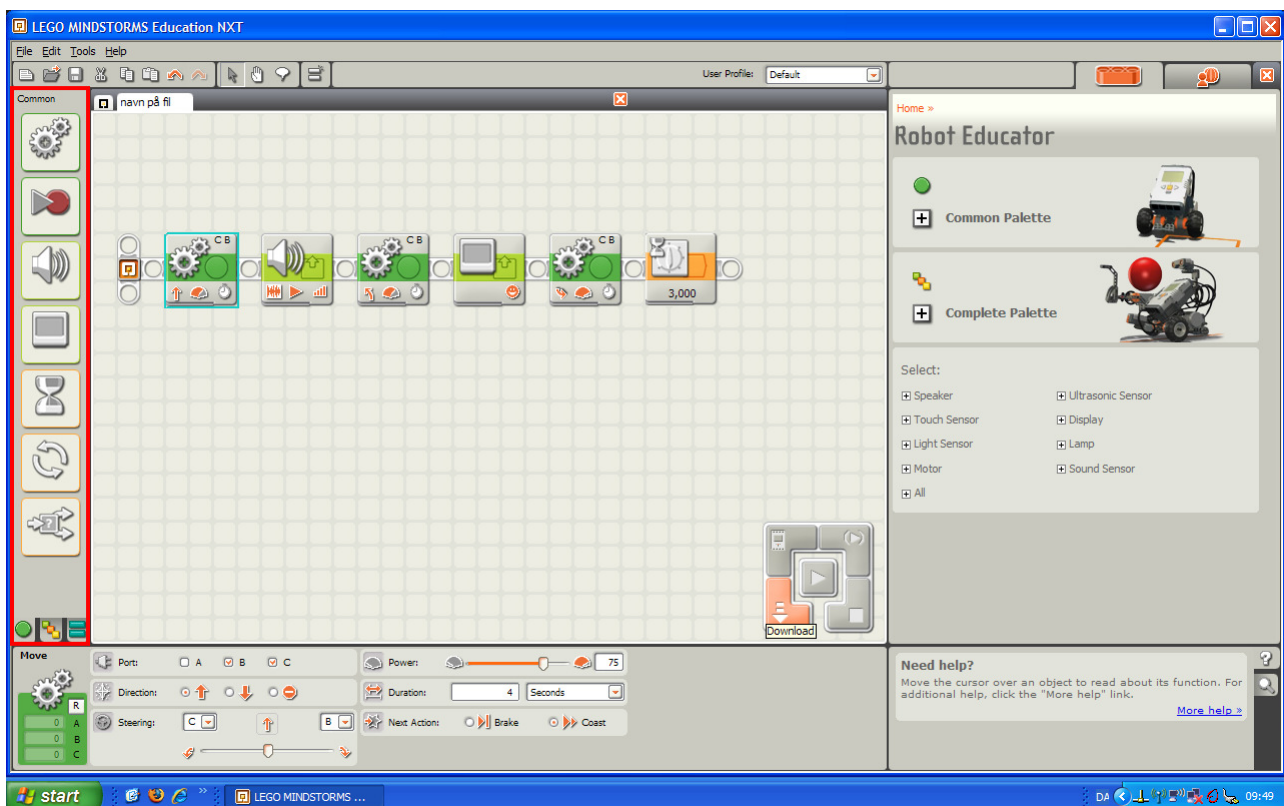 LEGO MINDSTORMS Education NXT
File Edit Tools Help
User Profile: Default
Common
navn på fil
C B
C B
C B
3,000
Download
Home »
Robot Educator
Common Palette
Complete Palette
Select:
Speaker Ultrasonic Sensor
Touch Sensor Display
Light Sensor Lamp
Motor Sound Sensor
All
Move
R
0 A
0 B
0 C
Port: A B C
Direction:
Steering: C B
Power: 75
Duration: 4 Seconds
Next Action: Brake Coast
Need help?
Move the cursor over an object to read about its function. For
additional help, click the "More help" link.
More help »
start
LEGO MINDSTORMS ...
DA
09:49